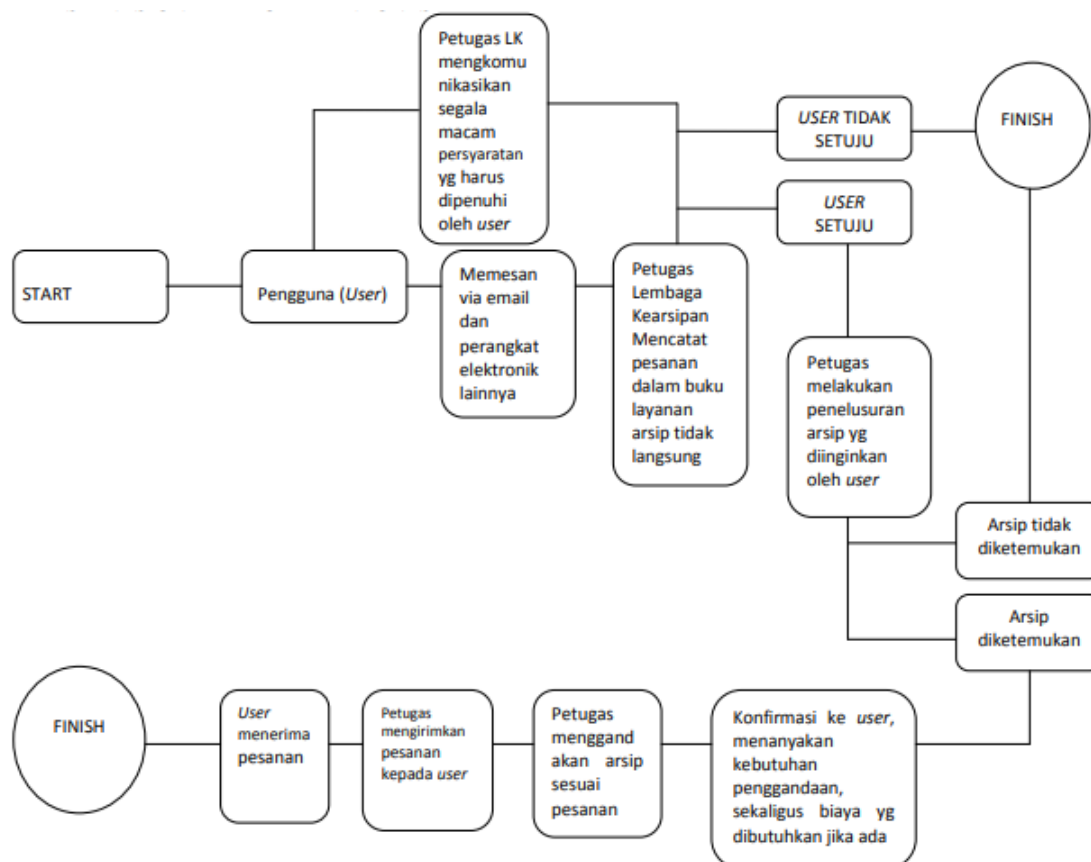 Petugas LK
mengkomu
nikasikan
segala
macam
persyaratan
yg harus
dipenuhi
oleh user
USER TIDAK
SETUJU
FINISH
USER
SETUJU
START
Pengguna (User)
Memesan
via email
dan
perangkat
elektronik
lainnya
Petugas
Lembaga
Kearsipan
Mencatat
pesanan
dalam buku
layanan
arsip tidak
langsung
Petugas
melakukan
penelusuran
arsip yg
diinginkan
oleh user
Arsip tidak
diketemukan
Arsip
diketemukan
FINISH
User
menerima
pesanan
Petugas
mengirimkan
pesanan
kepada user
Petugas
menggand
akan arsip
sesuai
pesanan
Konfirmasi ke user,
menanyakan
kebutuhan
penggandaan,
sekaligus biaya yg
dibutuhkan jika ada